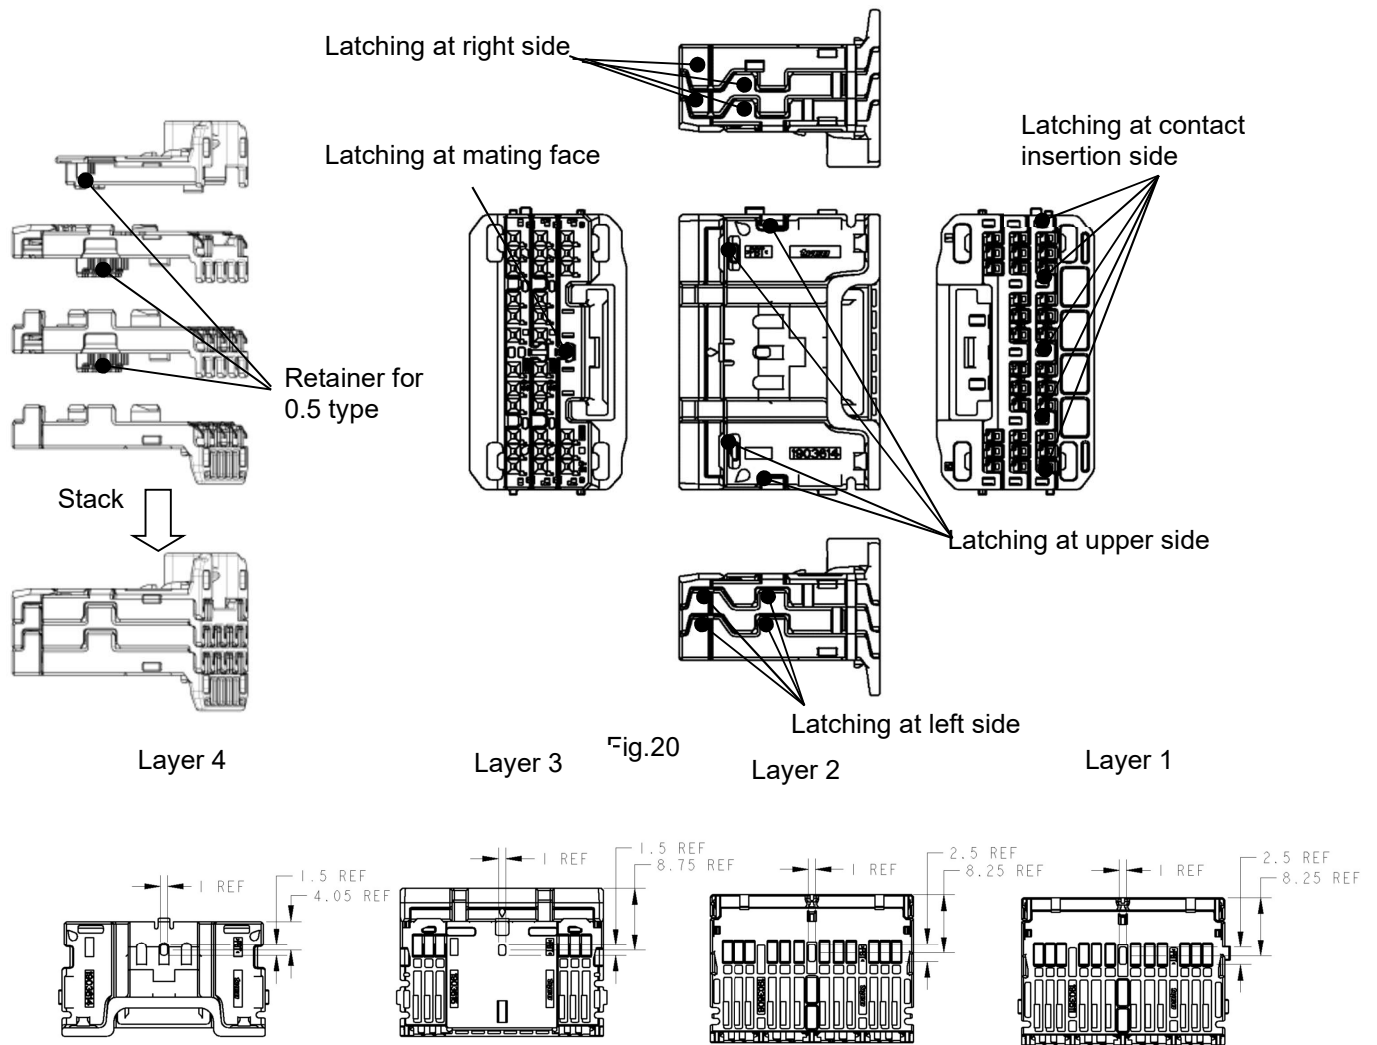 Latching at right side
Latching at mating face
Latching at contact
insertion side
Retainer for
0.5 type
Stack
1903614
Latching at upper side
Latching at left side
Fig.20
Layer 4
Layer 3
Layer 2
Layer 1
1 REF
1.5 REF
4.05 REF
1 REF
1.5 REF
8.75 REF
1 REF
2.5 REF
8.25 REF
1 REF
2.5 REF
8.25 REF